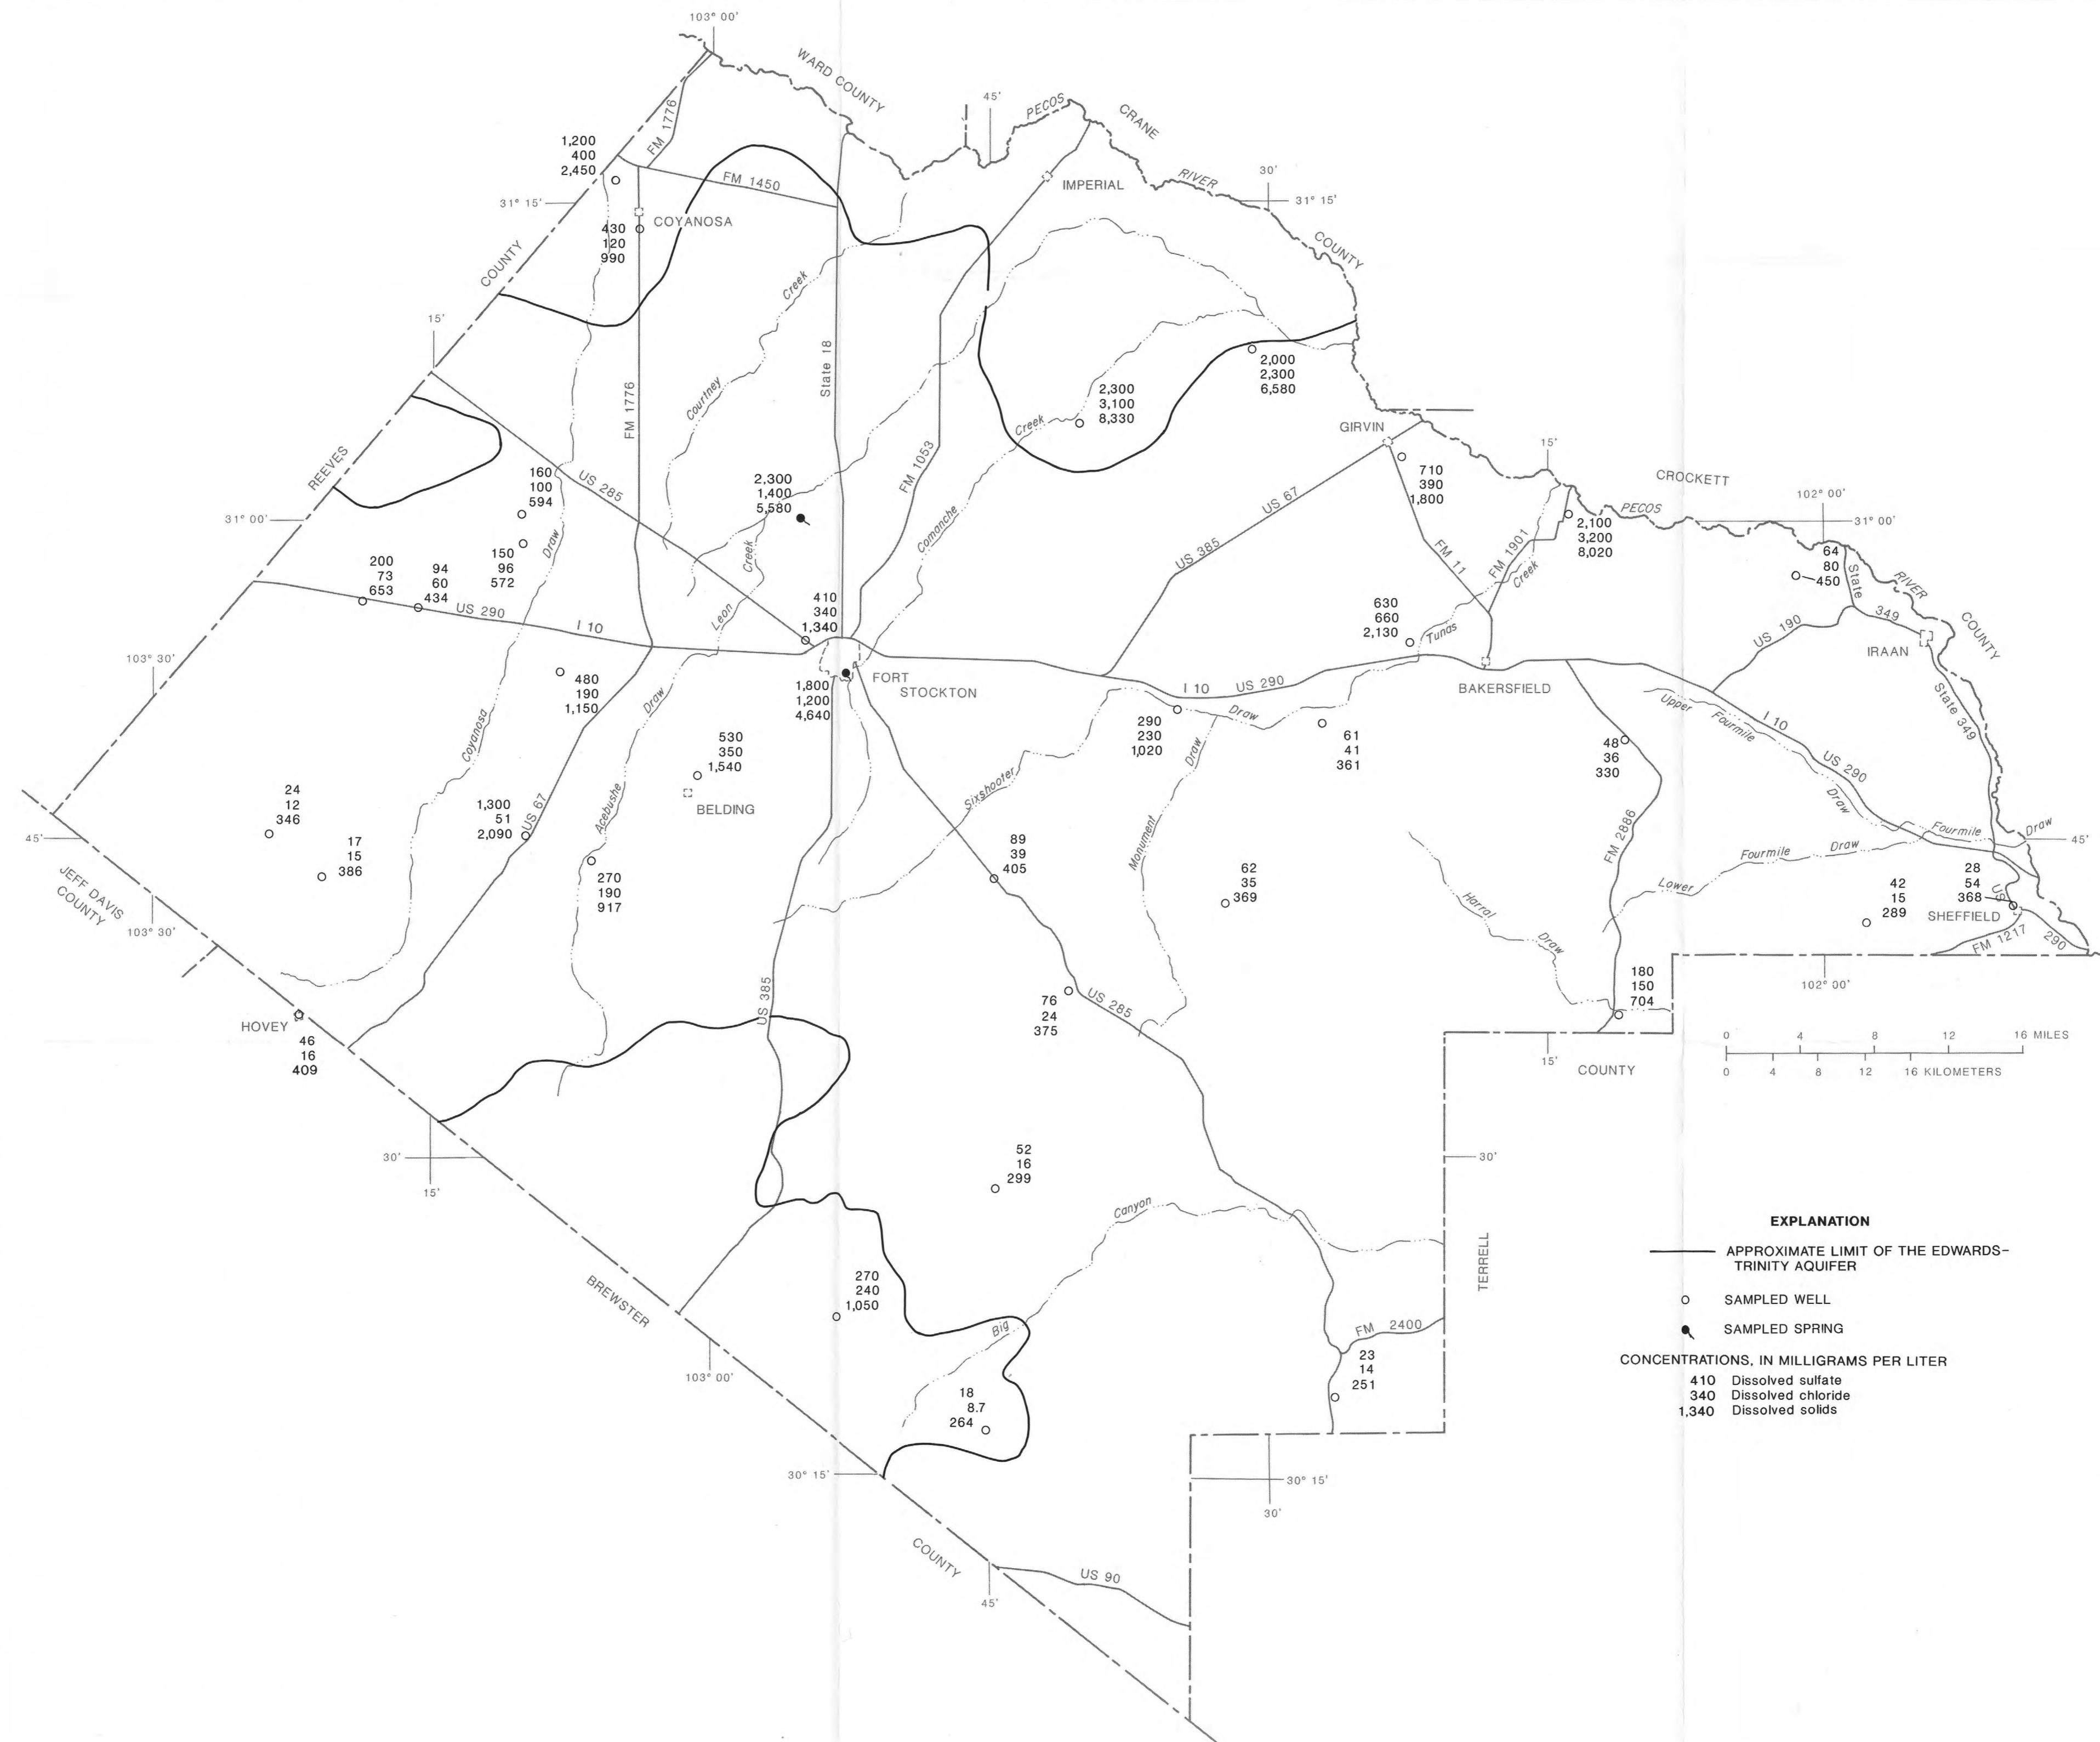 103° 00'
WARD COUNTY
45'
PECOS
CRANE
FM 1776
1,200
400
2,450
FM 1450
IMPERIAL
RIVER
30'
31° 15'
31° 15'
COYANOSA
430
120
990
COUNTY
COUNTY
Creek
15'
State 18
2,000
2,300
6,580
2,300
3,100
8,330
FM 1776
Courtney
Creek
GIRVIN
15'
REEVES
160
100
594
US 285
2,300
1,400
5,580
FM 1053
US 67
710
390
1,800
CROCKETT
102° 00'
31° 00'
PECOS
31° 00'
2,100
3,200
8,020
Draw
150
96
572
Creek
Comanche
US 385
FM 11
FM 1901
Creek
64
80
450
State
RIVER
200
73
653
94
60
434
US 290
I 10
Leon
410
340
1,340
630
660
2,130
Tunas
US 190
349
COUNTY
IRAAN
103° 30'
480
190
1,150
Draw
FORT
STOCKTON
1,800
1,200
4,640
I 10
US 290
BAKERSFIELD
Upper
Fourmile
I 10
State 349
Coyanosa
530
350
1,540
290
230
1,020
Draw
Draw
61
41
361
48
36
330
US 290
Draw
24
12
346
Acebushe
BELDING
Sixshooter
1,300
51
2,090
US 67
Monument
FM 2886
Fourmile
Draw
45'
45'
17
15
386
89
39
405
Fourmile
Draw
JEFF DAVIS
COUNTY
270
190
917
62
35
369
Harral
Lower
42
15
289
28
54
368
US
SHEFFIELD
103° 30'
Draw
FM 1217
290
180
150
704
102° 00'
HOVEY
46
16
409
US 385
76
24
375
US 285
0 4 8 12 16 MILES
0 4 8 12 16 KILOMETERS
15'
COUNTY
52
16
299
30'
30'
15'
Canyon
TERRELL
EXPLANATION
APPROXIMATE LIMIT OF THE EDWARDS-
TRINITY AQUIFER
SAMPLED WELL
SAMPLED SPRING
CONCENTRATIONS, IN MILLIGRAMS PER LITER
410 Dissolved sulfate
340 Dissolved chloride
1,340 Dissolved solids
BREWSTER
270
240
1,050
Big
FM 2400
23
14
251
103° 00'
18
8.7
264
30° 15'
30° 15'
30'
COUNTY
US 90
45'